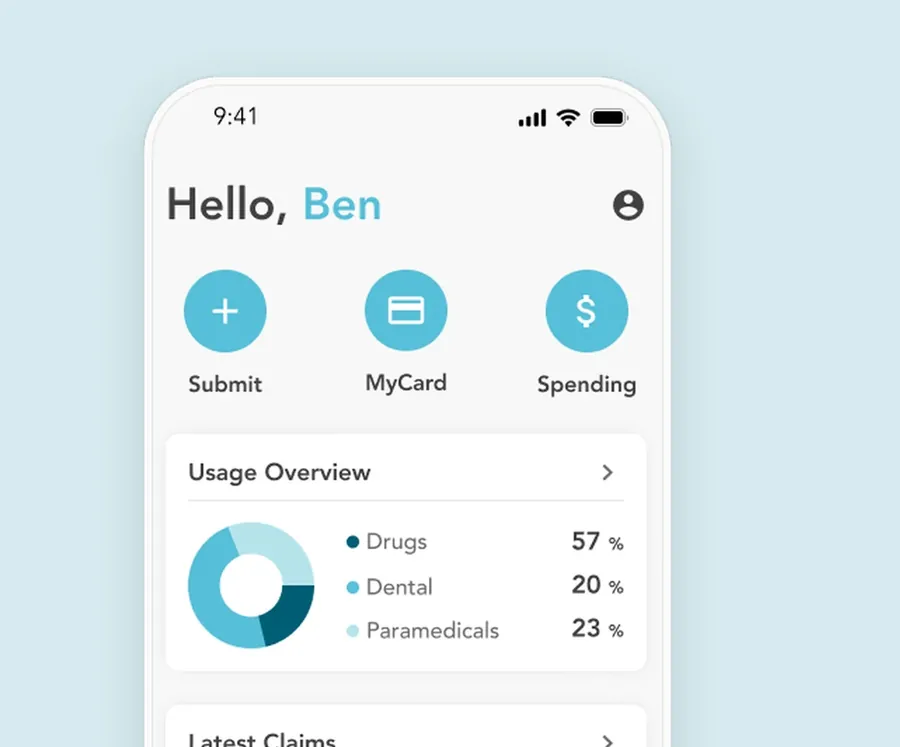 9:41
Hello, Ben
Submit
MyCard
Spending
Usage Overview
Drugs 57 %
Dental 20 %
Paramedicals 23 %
Latest Claims